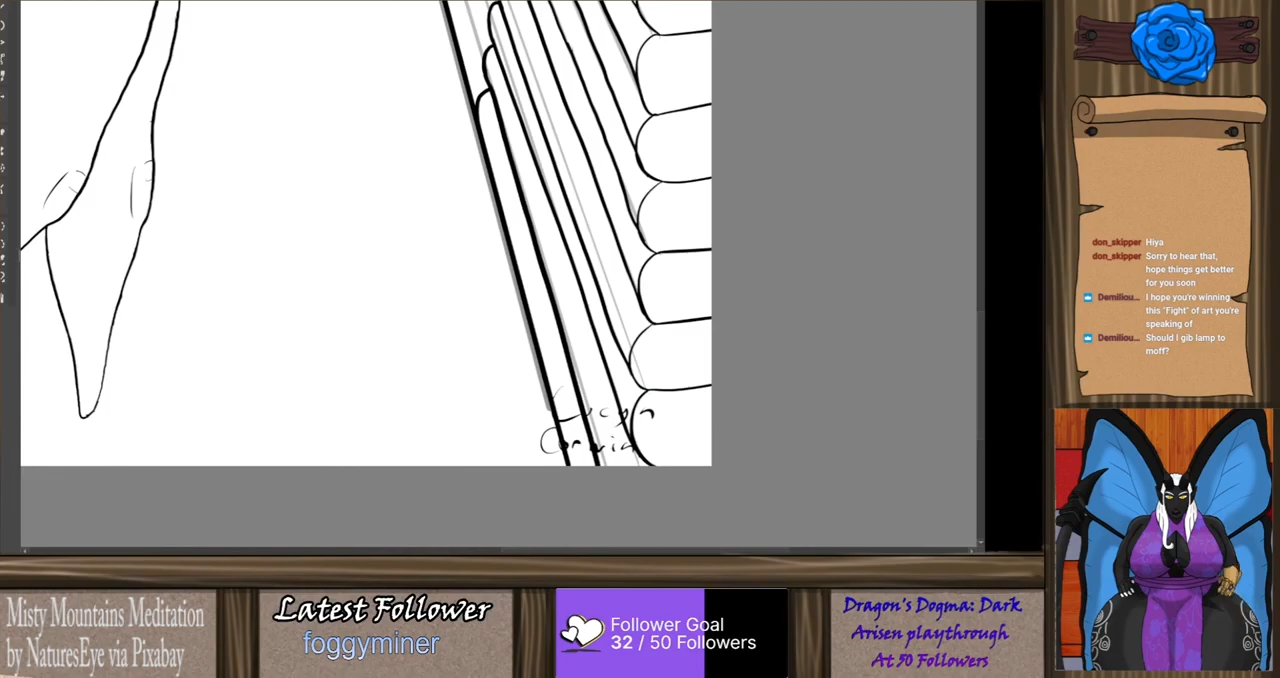 don_skipper Hiya
don_skipper Sorry to hear that,
hope things get better
for you soon
Demiliou... I hope you're winning
this "Fight" of art you're
speaking of
Demiliou... Should I gib lamp to
moff?
Misty Mountains Meditation
by NaturesEye via Pixabay
Latest Follower
foggyminer
Follower Goal
32 / 50 Followers
Dragon's Dogma: Dark
Arisen playthrough
At 50 Followers